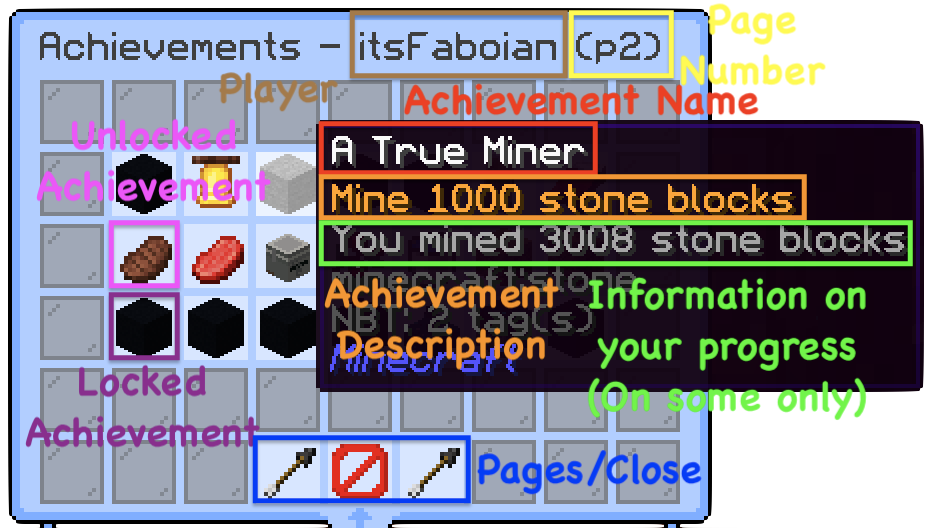 Achievements - itsFaboian (p2)
Page
Number
Player
Achievement Name
Unlocked
Achievement
A True Miner
Mine 1000 stone blocks
You mined 3008 stone blocks
minecraft:stone
NBT: 2 tag(s)
Minecraft
Achievement
Description
Information on
your progress
(On some only)
Locked
Achievement
Pages/Close